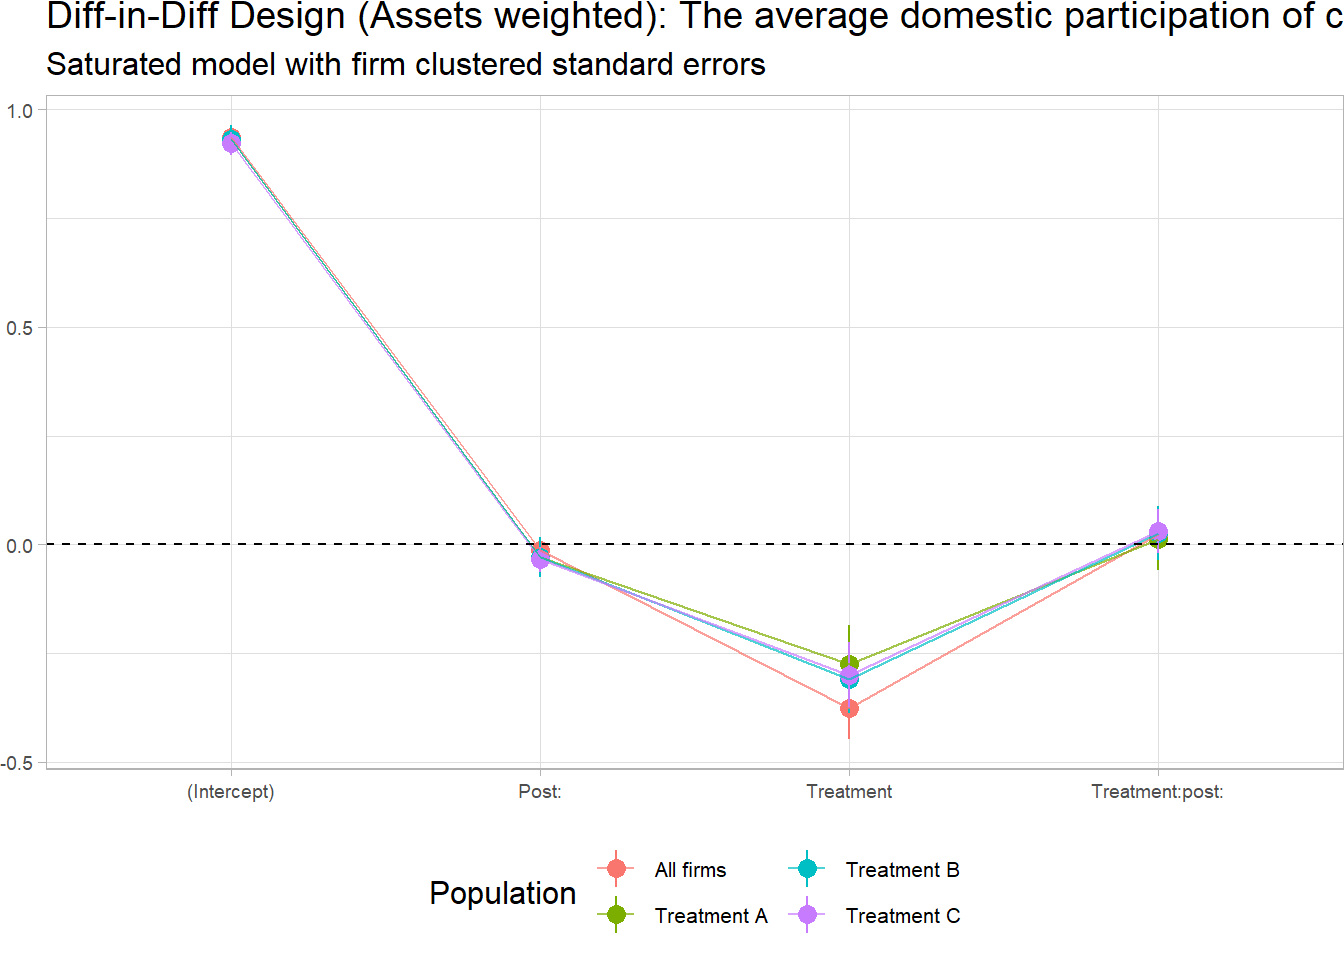 Diff-in-Diff Design (Assets weighted): The average domestic participation of c
Saturated model with firm clustered standard errors
1.0
0.5
0.0
-0.5
(Intercept)
Post:
Treatment
Treatment:post:
Population
All firms
Treatment A
Treatment B
Treatment C